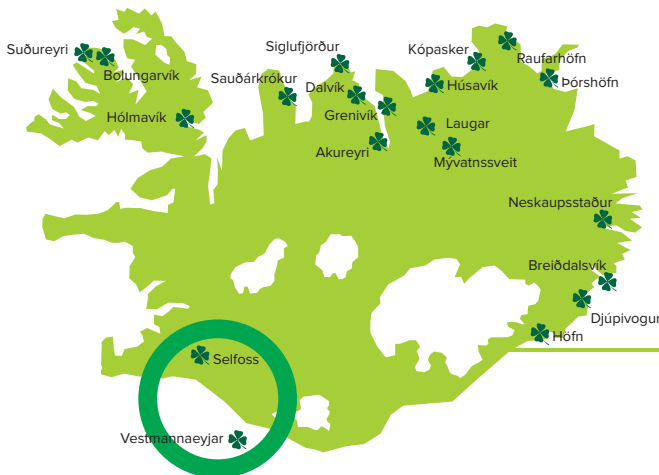 Siglufjörður
Kópasker
Suðureyri
Raufarhöfn
Bolungarvík
Sauðárkrókur
Dalvík
Húsavík
Þórshöfn
Grenivík
Hólmavík
Laugar
Akureyri
Mývatnssveit
Neskaupsstaður
Breiðdalsvík
Djúpivogur
Höfn
Selfoss
Vestmannaeyjar